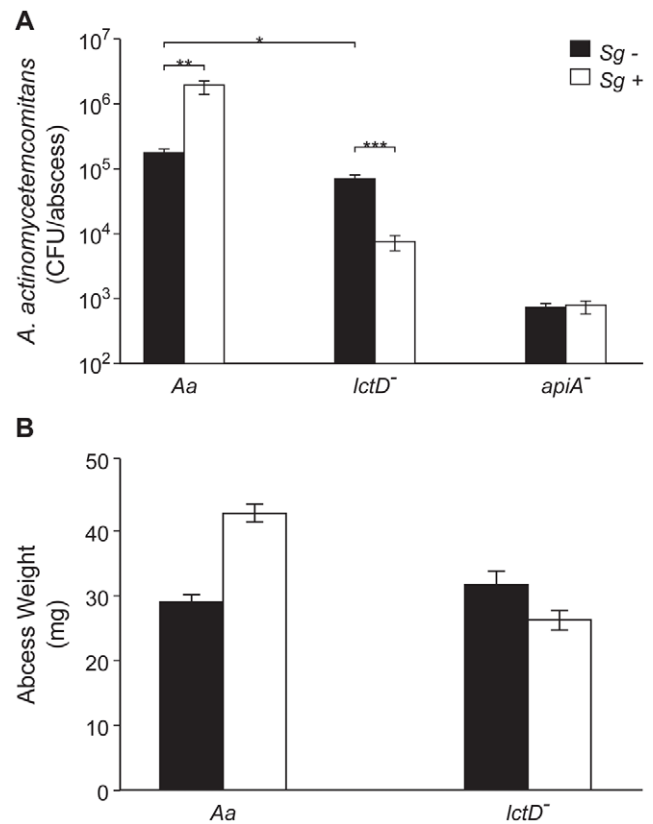 A
10⁷
10⁶
10⁵
10⁴
10³
10²
A. actinomycetemcomitans
(CFU/abscess)
*
**
***
Sg -
Sg +
Aa
lctD⁻
apiA⁻
B
50
40
30
20
10
0
Abcess Weight
(mg)
Aa
lctD⁻